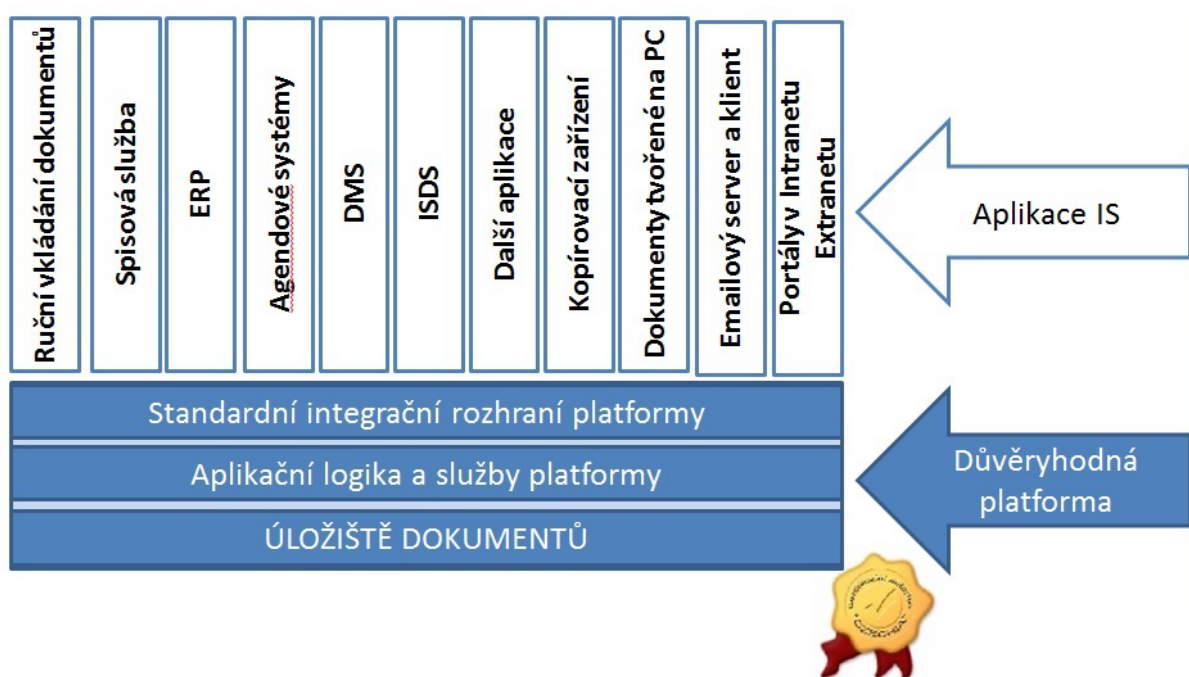 Ruční vkládání dokumentů
Spisová služba
ERP
Agendové systémy
DMS
ISDS
Další aplikace
Kopírovací zařízení
Dokumenty tvořené na PC
Emailový server a klient
Portály v Intranetu
Extranetu
Aplikace IS
Standardní integrační rozhraní platformy
Aplikační logika a služby platformy
ÚLOŽIŠTĚ DOKUMENTŮ
Důvěryhodná
platforma